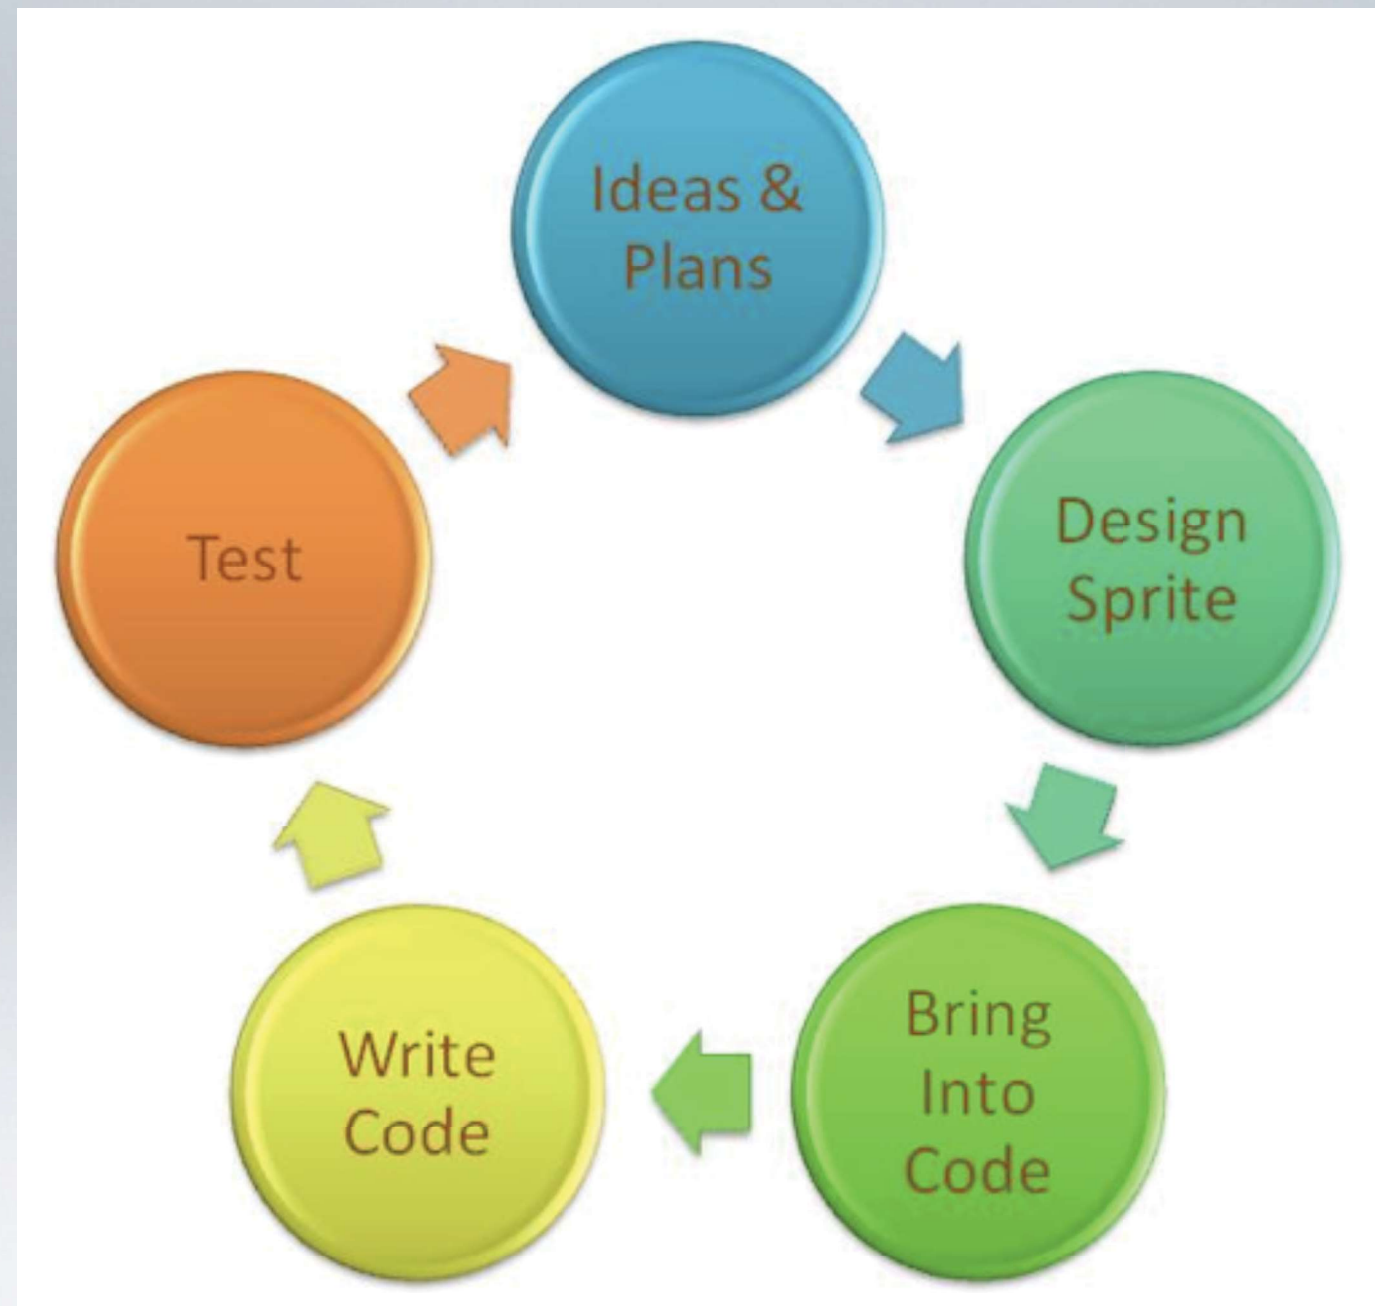 Ideas &
Plans
Design
Sprite
Bring
Into
Code
Write
Code
Test